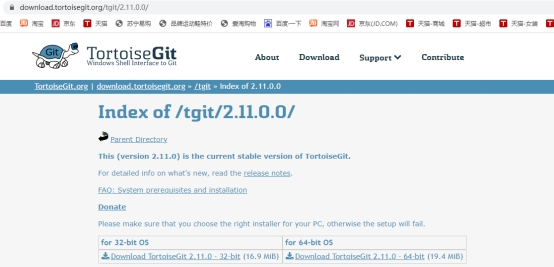 download.tortoisegit.org/tgit/2.11.0.0/
百度 淘宝 京东 天猫 苏宁易购 品牌运动鞋特价 爱淘购物 百度一下 淘宝网 京东(JD.COM) 天猫-商城 天猫-超市 天猫-女装 天猫
Git TortoiseGit
Windows Shell Interface to Git
About Download Support Contribute
TortoiseGit.org | download.tortoisegit.org » /tgit » Index of 2.11.0.0
Index of /tgit/2.11.0.0/
Parent Directory
This (version 2.11.0) is the current stable version of TortoiseGit.
For detailed info on what's new, read the release notes.
FAQ: System prerequisites and installation
Donate
Please make sure that you choose the right installer for your PC, otherwise the setup will fail.
for 32-bit OS for 64-bit OS
Download TortoiseGit 2.11.0 - 32-bit (16.9 MiB) Download TortoiseGit 2.11.0 - 64-bit (19.4 MiB)